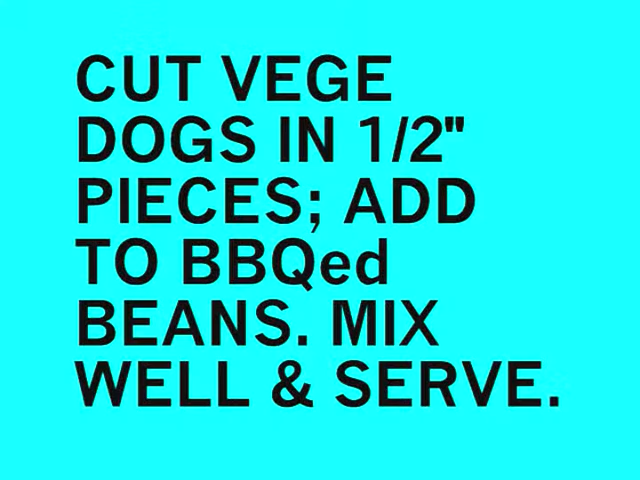 CUT VEGE
DOGS IN 1/2"
PIECES; ADD
TO BBQed
BEANS. MIX
WELL & SERVE.